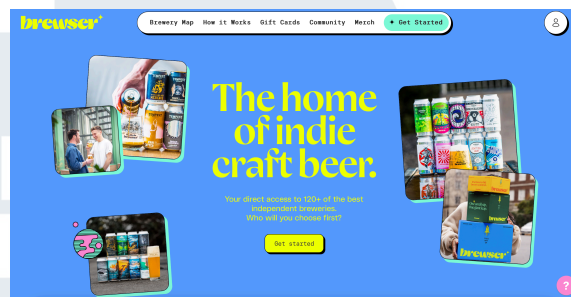 brewser
Brewery Map How it Works Gift Cards Community Merch ✦ Get Started
The home
of indie
craft beer.
Your direct access to 120+ of the best
independent breweries.
Who will you choose first?
Get started
brewser
?